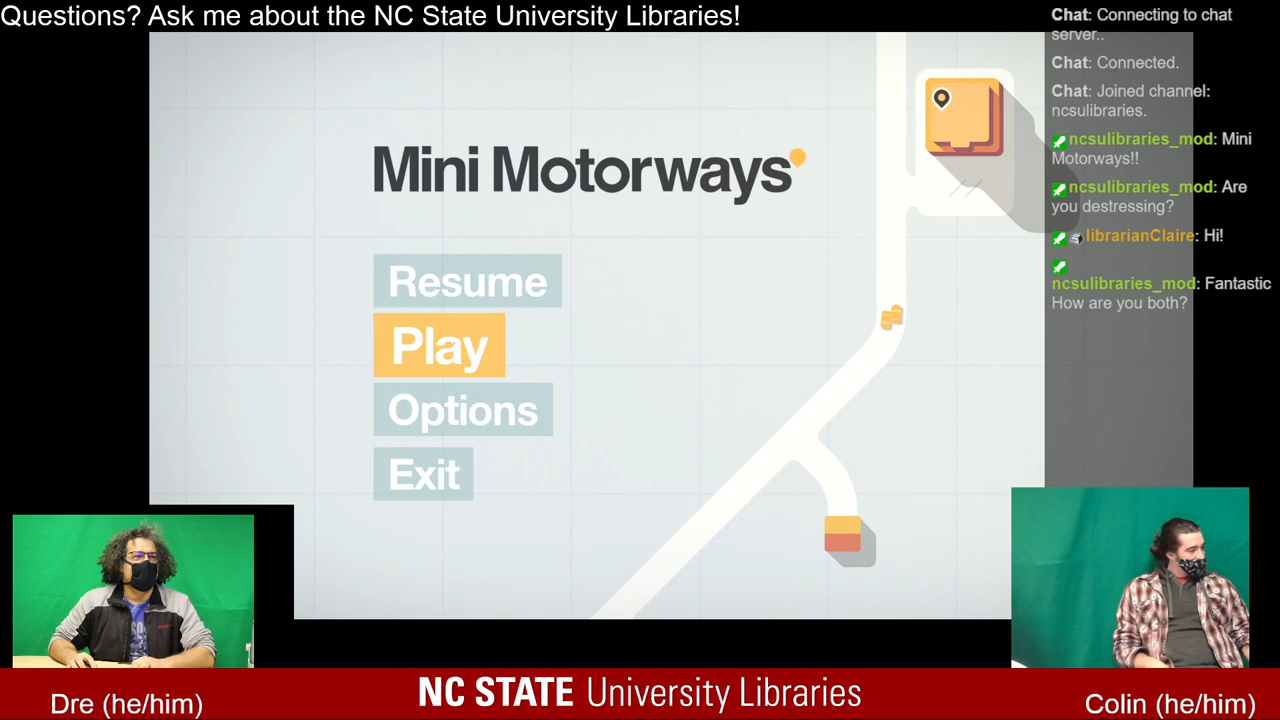 Questions? Ask me about the NC State University Libraries!
Chat: Connecting to chat
server..
Chat: Connected.
Chat: Joined channel:
ncsulibraries.
ncsulibraries_mod: Mini
Motorways!!
ncsulibraries_mod: Are
you destressing?
librarianClaire: Hi!
ncsulibraries_mod: Fantastic
How are you both?
Mini Motorways
Resume
Play
Options
Exit
Dre (he/him)
NC STATE University Libraries
Colin (he/him)